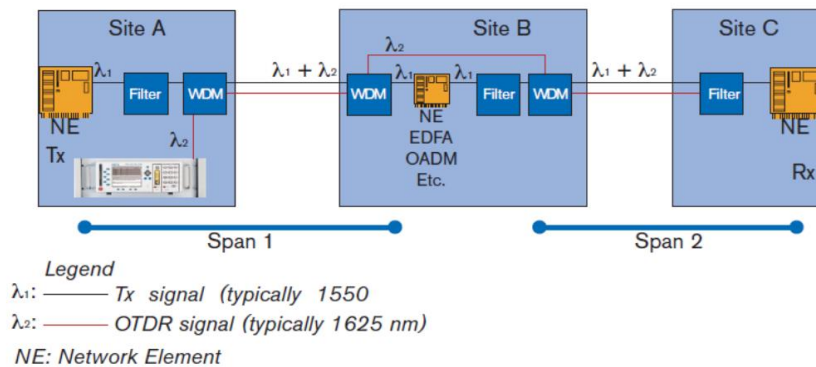 Site A
Site B
Site C
λ₂
λ₁
λ₁ + λ₂
λ₁
λ₁
λ₁ + λ₂
Filter
WDM
WDM
Filter
WDM
Filter
NE
Tx
λ₂
NE
EDFA
OADM
Etc.
NE
Rx
Span 1
Span 2
Legend
λ₁: Tx signal (typically 1550
λ₂: OTDR signal (typically 1625 nm)
NE: Network Element